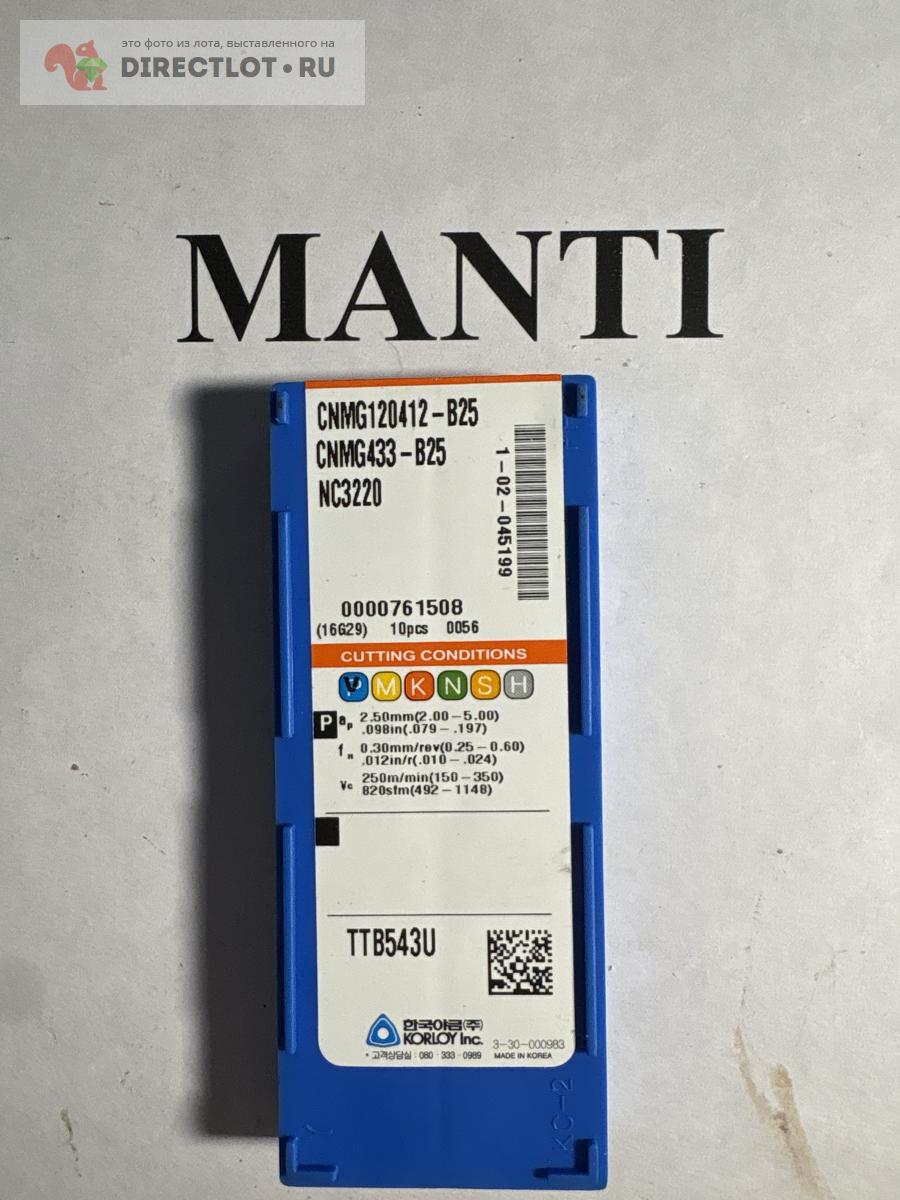 это фото из лота, выставленного на
DIRECTLOT•RU
MANTI
CNMG120412-B25
CNMG433-B25
NC3220
1-02-045199
0000761508
(16G29) 10pcs 0056
CUTTING CONDITIONS
P M K N S H
P ap 2.50mm(2.00-5.00)
.098in(.079-.197)
fn 0.30mm/rev(0.25-0.60)
.012in/r(.010-.024)
Vc 250m/min(150-350)
820sfm(492-1148)
TTB543U
한국야금(주)
KORLOY Inc.
3-30-000983
* 고객상담실 : 080-333-0989 MADE IN KOREA
KC-2
Y